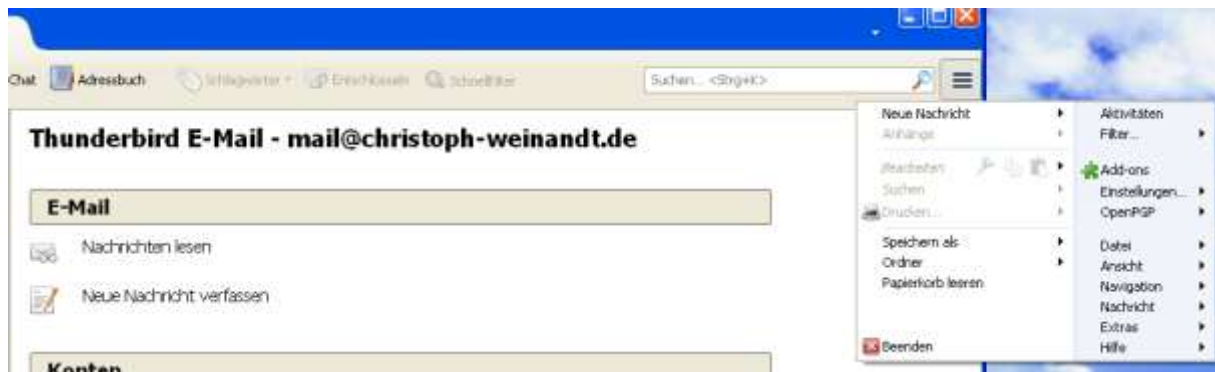 Chat Adressbuch Schlagwörter Entschlüsseln Schnellfilter Suchen... <Strg+K>
Thunderbird E-Mail - mail@christoph-weinandt.de
E-Mail
Nachrichten lesen
Neue Nachricht verfassen
Konten
Neue Nachricht
Anhänge
Bearbeiten
Suchen
Drucken...
Speichern als
Ordner
Papierkorb leeren
Beenden
Aktivitäten
Filter...
Add-ons
Einstellungen...
OpenPGP
Datei
Ansicht
Navigation
Nachricht
Extras
Hilfe